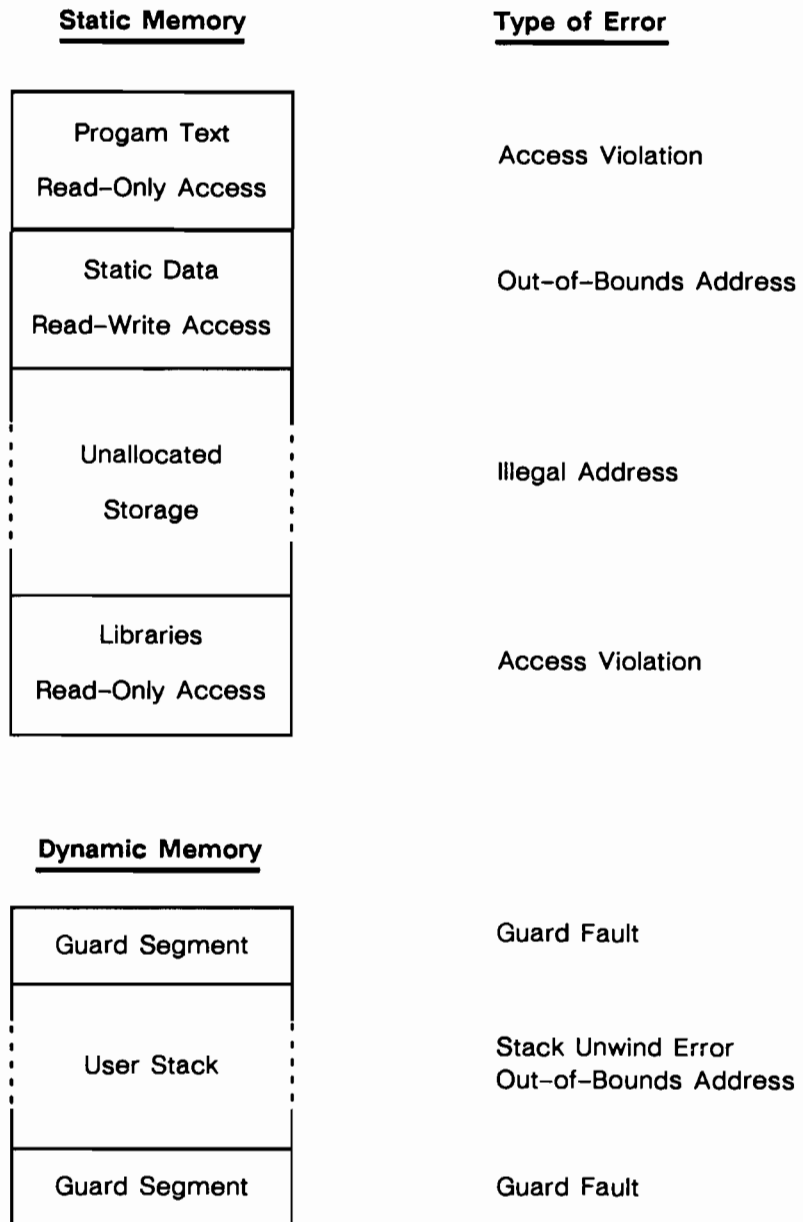 Static Memory
Type of Error
Progam Text
Read-Only Access
Access Violation
Static Data
Read-Write Access
Out-of-Bounds Address
Unallocated
Storage
Illegal Address
Libraries
Read-Only Access
Access Violation
Dynamic Memory
Guard Segment
Guard Fault
User Stack
Stack Unwind Error
Out-of-Bounds Address
Guard Segment
Guard Fault